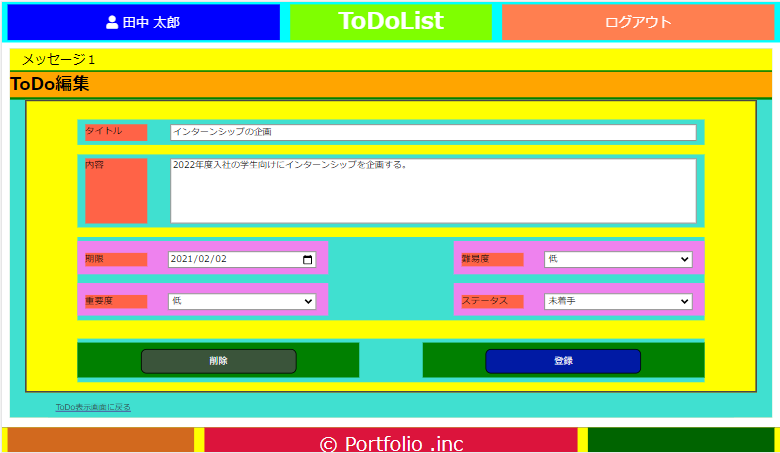 田中 太郎
ToDoList
ログアウト
メッセージ１
ToDo編集
タイトル
インターンシップの企画
内容
2022年度入社の学生向けにインターンシップを企画する。
期限
2021/02/02
難易度
低
重要度
低
ステータス
未着手
削除
登録
ToDo表示画面に戻る
© Portfolio .inc